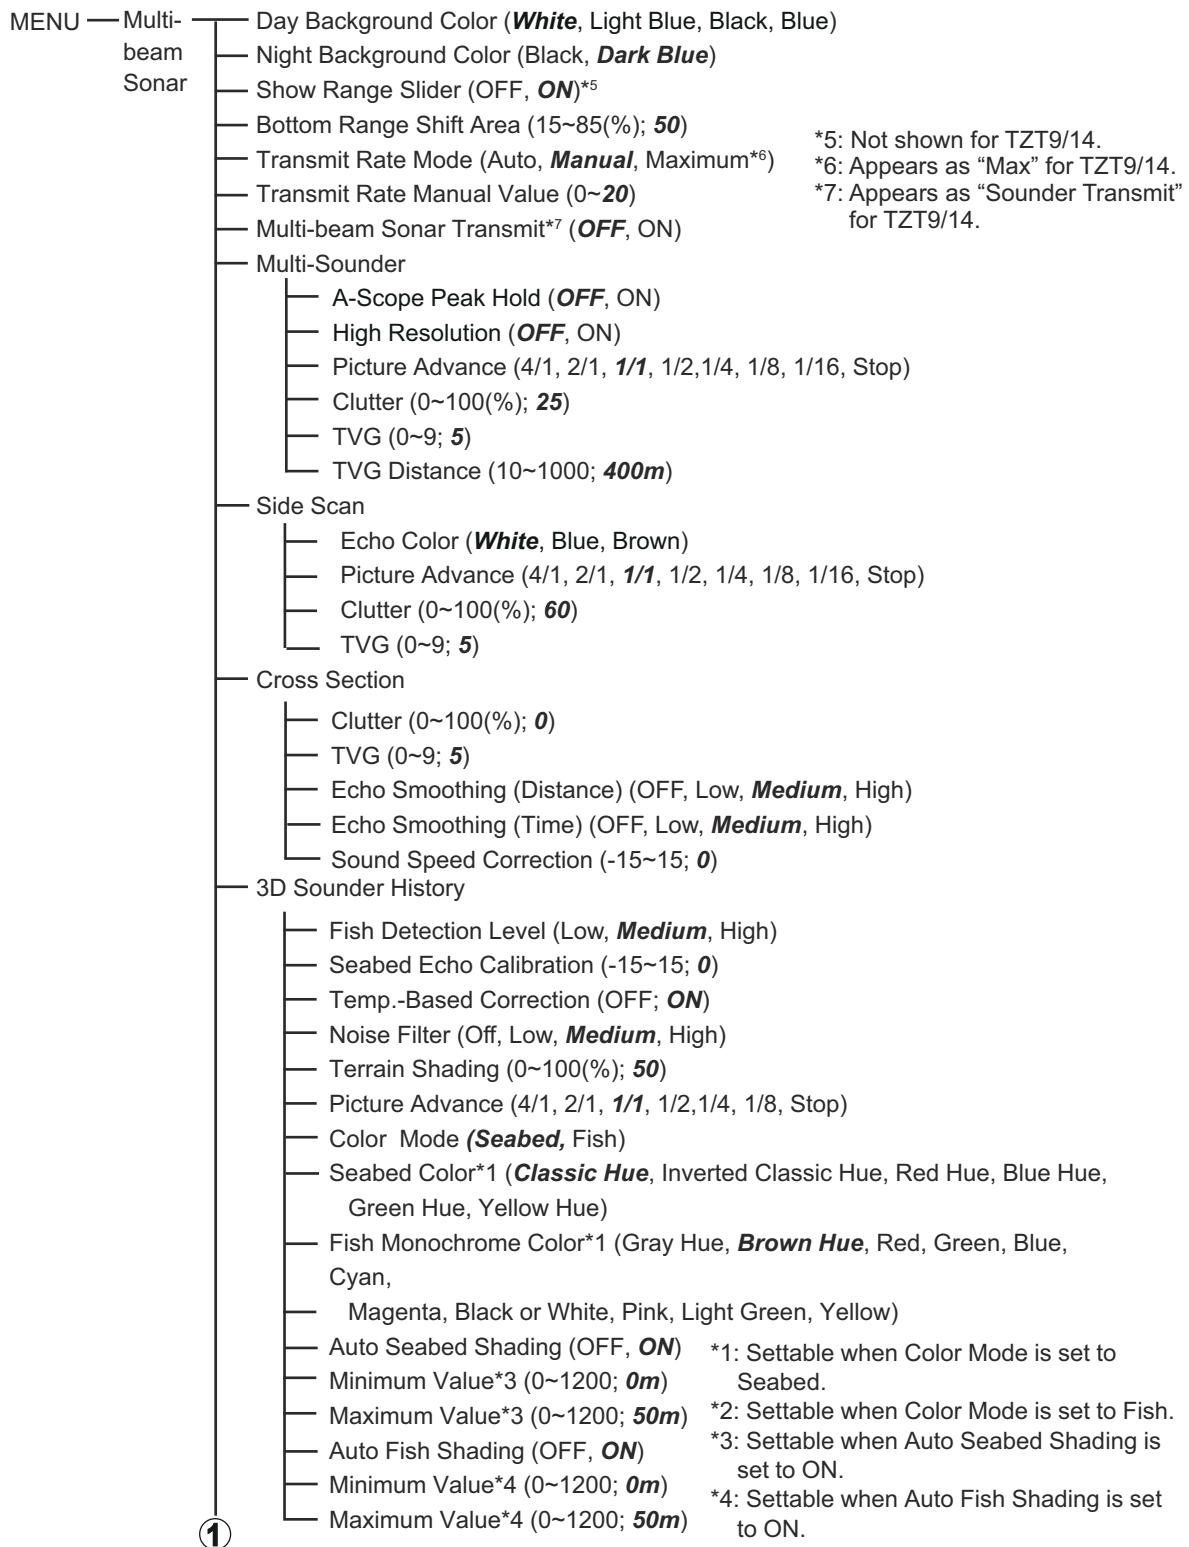 MENU Multi-beam Sonar
Day Background Color (White, Light Blue, Black, Blue)
Night Background Color (Black, Dark Blue)
Show Range Slider (OFF, ON)*5
Bottom Range Shift Area (15~85(%); 50)
Transmit Rate Mode (Auto, Manual, Maximum*6)
Transmit Rate Manual Value (0~20)
Multi-beam Sonar Transmit*7 (OFF, ON)
*5: Not shown for TZT9/14.
*6: Appears as “Max” for TZT9/14.
*7: Appears as “Sounder Transmit”
for TZT9/14.
Multi-Sounder
A-Scope Peak Hold (OFF, ON)
High Resolution (OFF, ON)
Picture Advance (4/1, 2/1, 1/1, 1/2,1/4, 1/8, 1/16, Stop)
Clutter (0~100(%); 25)
TVG (0~9; 5)
TVG Distance (10~1000; 400m)
Side Scan
Echo Color (White, Blue, Brown)
Picture Advance (4/1, 2/1, 1/1, 1/2, 1/4, 1/8, 1/16, Stop)
Clutter (0~100(%); 60)
TVG (0~9; 5)
Cross Section
Clutter (0~100(%); 0)
TVG (0~9; 5)
Echo Smoothing (Distance) (OFF, Low, Medium, High)
Echo Smoothing (Time) (OFF, Low, Medium, High)
Sound Speed Correction (-15~15; 0)
3D Sounder History
Fish Detection Level (Low, Medium, High)
Seabed Echo Calibration (-15~15; 0)
Temp.-Based Correction (OFF; ON)
Noise Filter (Off, Low, Medium, High)
Terrain Shading (0~100(%); 50)
Picture Advance (4/1, 2/1, 1/1, 1/2,1/4, 1/8, Stop)
Color Mode (Seabed, Fish)
Seabed Color*1 (Classic Hue, Inverted Classic Hue, Red Hue, Blue Hue,
Green Hue, Yellow Hue)
Fish Monochrome Color*1 (Gray Hue, Brown Hue, Red, Green, Blue,
Cyan,
Magenta, Black or White, Pink, Light Green, Yellow)
Auto Seabed Shading (OFF, ON)
Minimum Value*3 (0~1200; 0m)
Maximum Value*3 (0~1200; 50m)
Auto Fish Shading (OFF, ON)
Minimum Value*4 (0~1200; 0m)
Maximum Value*4 (0~1200; 50m)
*1: Settable when Color Mode is set to
Seabed.
*2: Settable when Color Mode is set to Fish.
*3: Settable when Auto Seabed Shading is
set to ON.
*4: Settable when Auto Fish Shading is set
to ON.
1